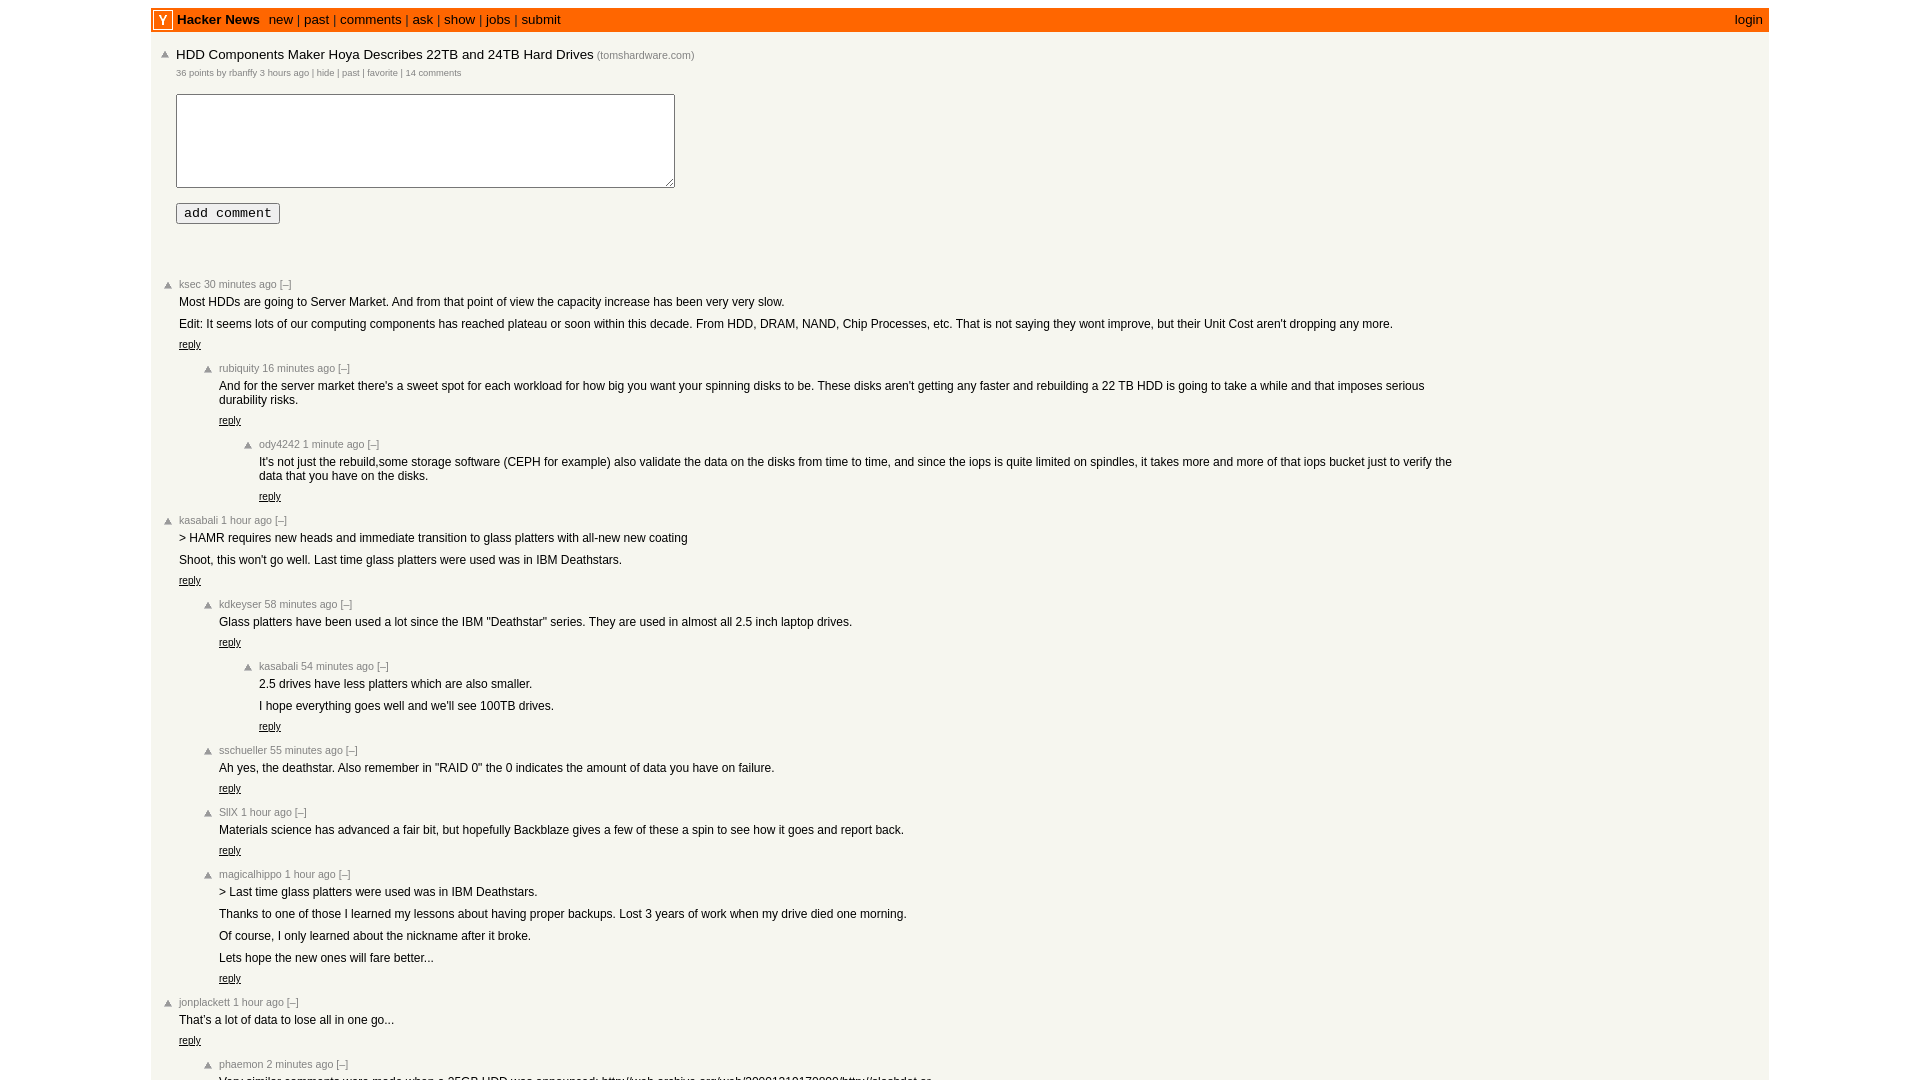 Y Hacker News new | past | comments | ask | show | jobs | submit login
HDD Components Maker Hoya Describes 22TB and 24TB Hard Drives (tomshardware.com)
36 points by rbanffy 3 hours ago | hide | past | favorite | 14 comments
add comment
ksec 30 minutes ago [–]
Most HDDs are going to Server Market. And from that point of view the capacity increase has been very very slow.
Edit: It seems lots of our computing components has reached plateau or soon within this decade. From HDD, DRAM, NAND, Chip Processes, etc. That is not saying they wont improve, but their Unit Cost aren't dropping any more.
reply
rubiquity 16 minutes ago [–]
And for the server market there's a sweet spot for each workload for how big you want your spinning disks to be. These disks aren't getting any faster and rebuilding a 22 TB HDD is going to take a while and that imposes serious
durability risks.
reply
ody4242 1 minute ago [–]
It's not just the rebuild,some storage software (CEPH for example) also validate the data on the disks from time to time, and since the iops is quite limited on spindles, it takes more and more of that iops bucket just to verify the
data that you have on the disks.
reply
kasabali 1 hour ago [–]
> HAMR requires new heads and immediate transition to glass platters with all-new new coating
Shoot, this won't go well. Last time glass platters were used was in IBM Deathstars.
reply
kdkeyser 58 minutes ago [–]
Glass platters have been used a lot since the IBM "Deathstar" series. They are used in almost all 2.5 inch laptop drives.
reply
kasabali 54 minutes ago [–]
2.5 drives have less platters which are also smaller.
I hope everything goes well and we'll see 100TB drives.
reply
sschueller 55 minutes ago [–]
Ah yes, the deathstar. Also remember in "RAID 0" the 0 indicates the amount of data you have on failure.
reply
SllX 1 hour ago [–]
Materials science has advanced a fair bit, but hopefully Backblaze gives a few of these a spin to see how it goes and report back.
reply
magicalhippo 1 hour ago [–]
> Last time glass platters were used was in IBM Deathstars.
Thanks to one of those I learned my lessons about having proper backups. Lost 3 years of work when my drive died one morning.
Of course, I only learned about the nickname after it broke.
Lets hope the new ones will fare better...
reply
jonplackett 1 hour ago [–]
That's a lot of data to lose all in one go...
reply
phaemon 2 minutes ago [–]
Very similar comments were made when a 25GB HDD was announced: